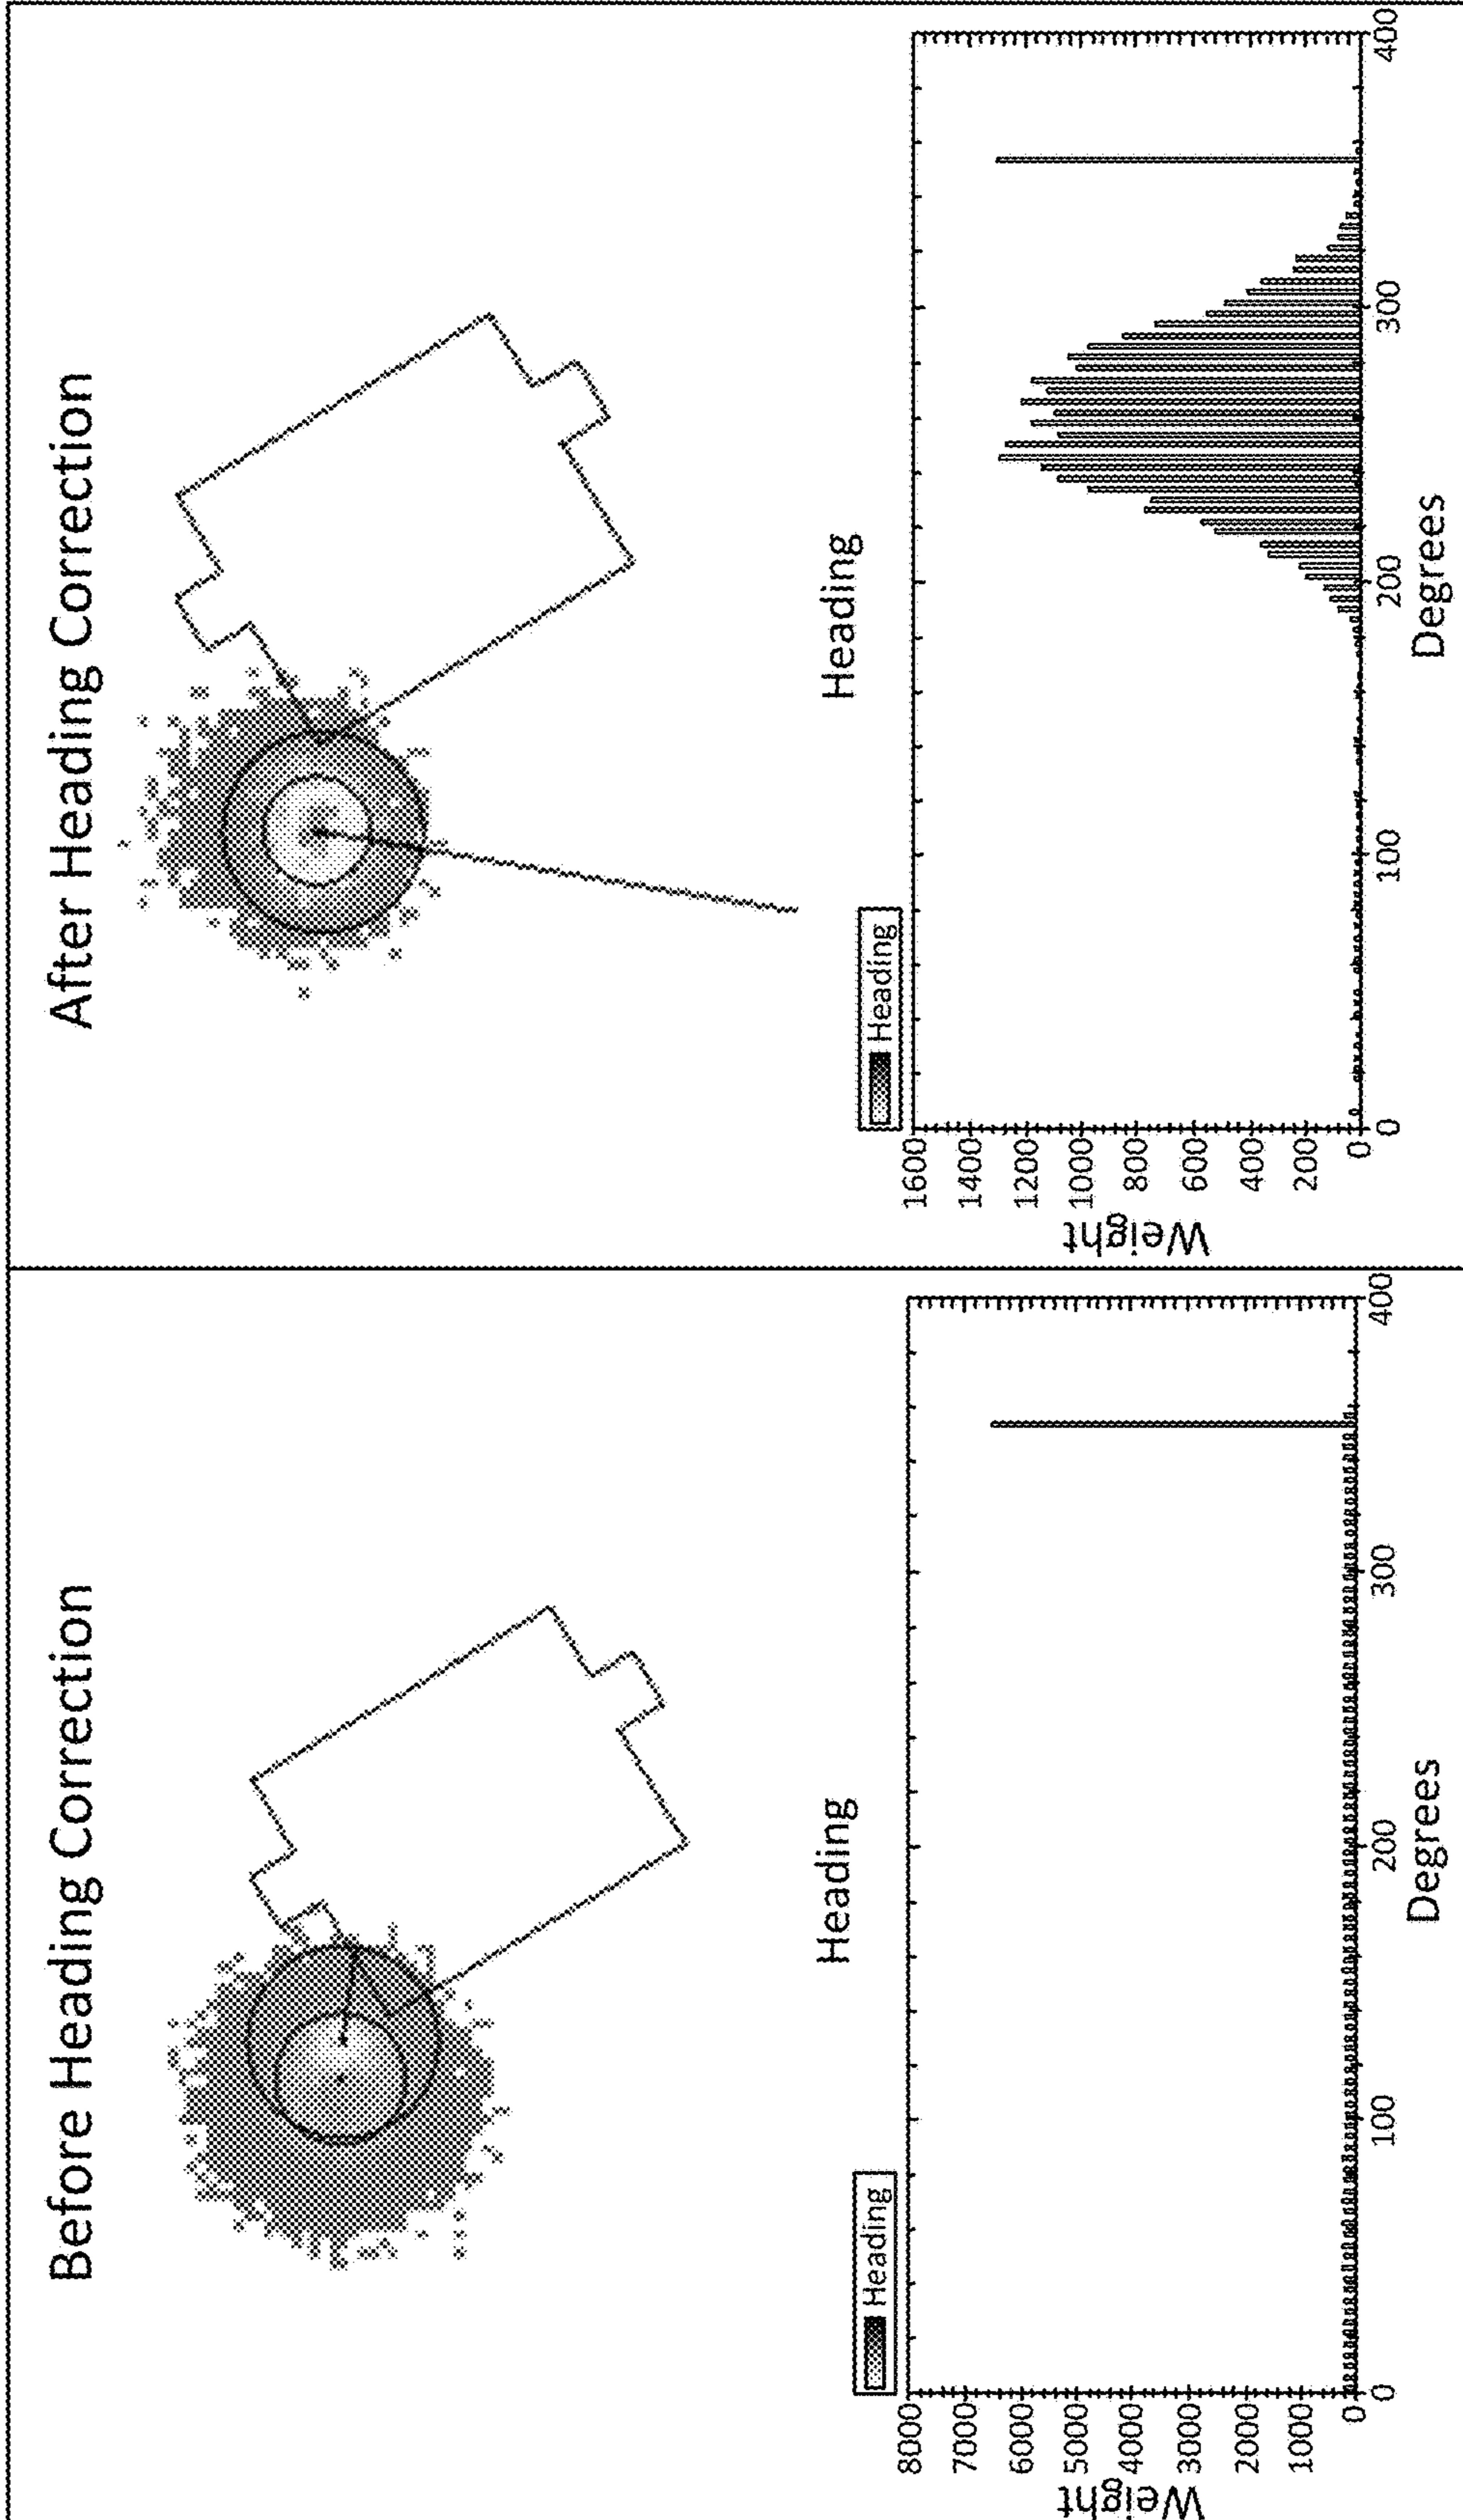 Before Heading Correction
Heading
Heading
Weight
8000
7000
6000
5000
4000
3000
2000
1000
0
0
100
200
300
400
Degrees
After Heading Correction
Heading
Heading
Weight
1600
1400
1200
1000
800
600
400
200
0
0
100
200
300
400
Degrees